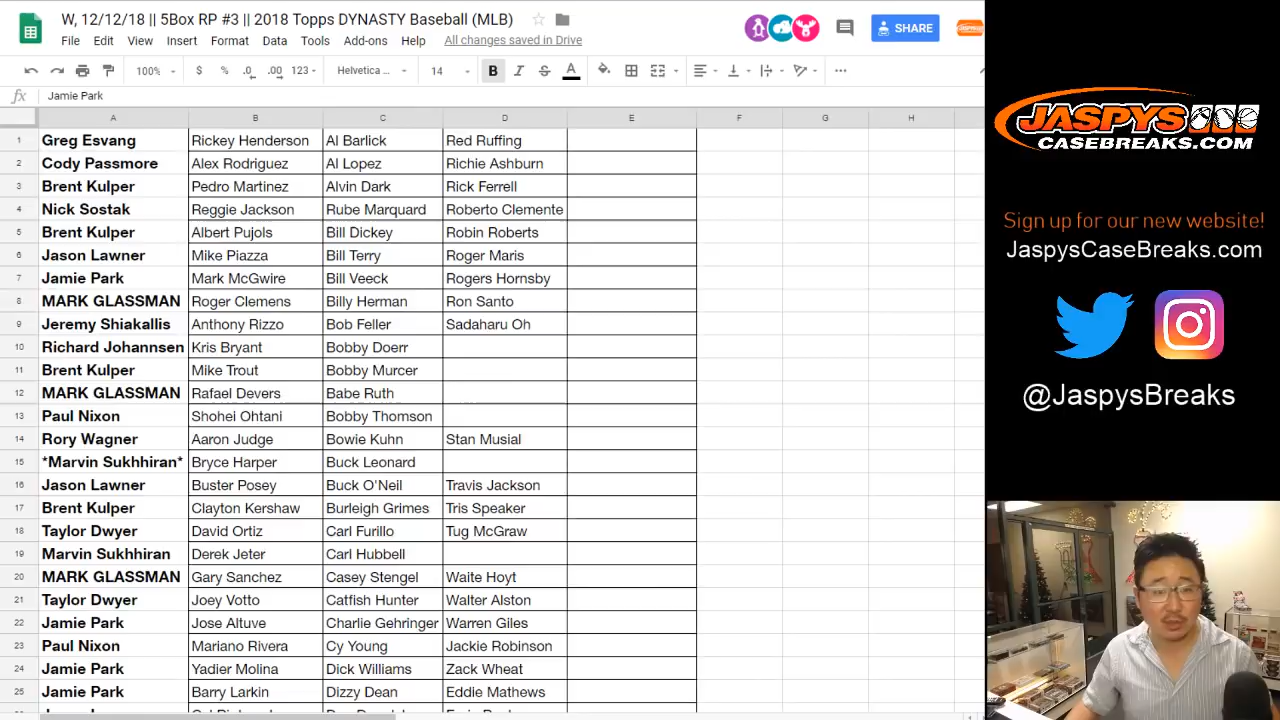 W, 12/12/18 || 5Box RP #3 || 2018 Topps DYNASTY Baseball (MLB)
File Edit View Insert Format Data Tools Add-ons Help All changes saved in Drive
SHARE
100% $ % .0 .00 123 Helvetica ... 14 B I S A
fx Jamie Park
A B C D E F G H
1 Greg Esvang Rickey Henderson Al Barlick Red Ruffing
2 Cody Passmore Alex Rodriguez Al Lopez Richie Ashburn
3 Brent Kulper Pedro Martinez Alvin Dark Rick Ferrell
4 Nick Sostak Reggie Jackson Rube Marquard Roberto Clemente
5 Brent Kulper Albert Pujols Bill Dickey Robin Roberts
6 Jason Lawner Mike Piazza Bill Terry Roger Maris
7 Jamie Park Mark McGwire Bill Veeck Rogers Hornsby
8 MARK GLASSMAN Roger Clemens Billy Herman Ron Santo
9 Jeremy Shiakallis Anthony Rizzo Bob Feller Sadaharu Oh
10 Richard Johannsen Kris Bryant Bobby Doerr
11 Brent Kulper Mike Trout Bobby Murcer
12 MARK GLASSMAN Rafael Devers Babe Ruth
13 Paul Nixon Shohei Ohtani Bobby Thomson
14 Rory Wagner Aaron Judge Bowie Kuhn Stan Musial
15 *Marvin Sukhhiran* Bryce Harper Buck Leonard
16 Jason Lawner Buster Posey Buck O'Neil Travis Jackson
17 Brent Kulper Clayton Kershaw Burleigh Grimes Tris Speaker
18 Taylor Dwyer David Ortiz Carl Furillo Tug McGraw
19 Marvin Sukhhiran Derek Jeter Carl Hubbell
20 MARK GLASSMAN Gary Sanchez Casey Stengel Waite Hoyt
21 Taylor Dwyer Joey Votto Catfish Hunter Walter Alston
22 Jamie Park Jose Altuve Charlie Gehringer Warren Giles
23 Paul Nixon Mariano Rivera Cy Young Jackie Robinson
24 Jamie Park Yadier Molina Dick Williams Zack Wheat
25 Jamie Park Barry Larkin Dizzy Dean Eddie Mathews
JASPYS
CASEBREAKS.COM
Sign up for our new website!
JaspysCaseBreaks.com
@JaspysBreaks